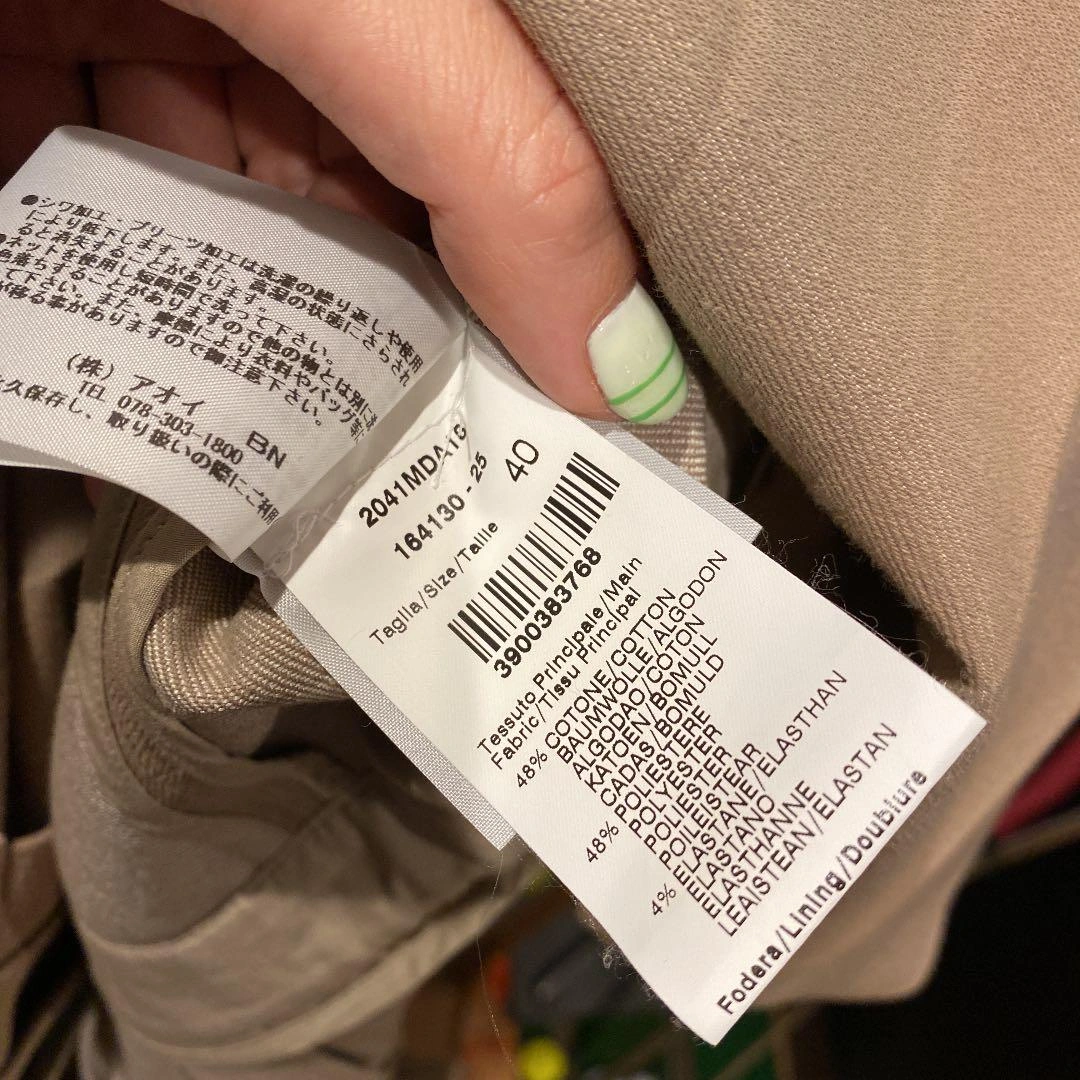 ●シワ加工・プリーツ加工は洗濯の繰り返しや使用
により低下します。また、高温の状態にさらされ
ると消失することがあります。
ネットを使用し短時間で洗って下さい。
色落ちすることがありますので他の物とは別に
て下さい。また、摩擦により衣料やバッグ
が移る事がありますので御注意下さい。
(株) アオイ
TEL 078-303-1800 BN
久保存し、取り扱いの際にご利用
2041MDA
164130 - 25
Taglia/Size/Taille 40
3900383768
Tessuto Principale/Main
Fabric/Tissu Principal
48% COTONE/COTTON
BAUMWOLLE/ALGODON
ALGODAO/COTON
KATOEN/BOMULL
CADAS/BOMULD
48% POLIESTERE
POLYESTER
POLIESTER
POILEISTEAR
4% ELASTANE/ELASTHAN
ELASTANO
ELASTHANNE
LEAISTEAN/ELASTAN
Fodera/Lining/Doublure